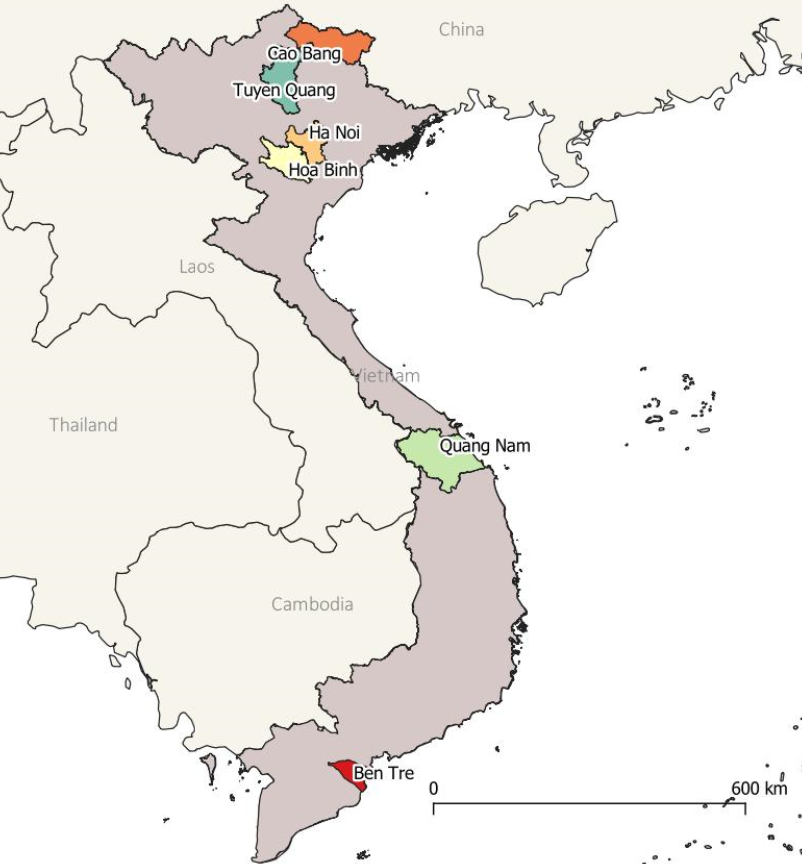 China
Cao Bang
Tuyen Quang
Ha Noi
Hoa Binh
Laos
Vietnam
Thailand
Quang Nam
Cambodia
Ben Tre
0 600 km